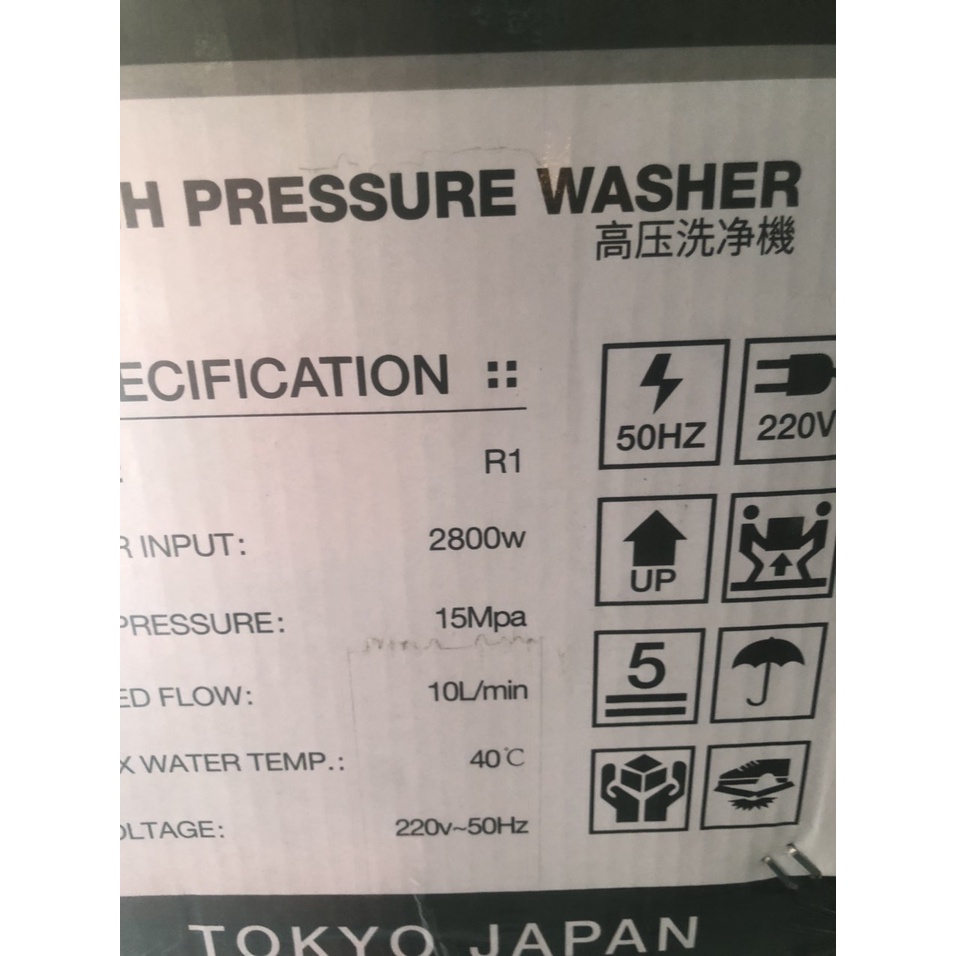 H PRESSURE WASHER
高压洗净機
ECIFICATION ::
R1
R INPUT: 2800w
PRESSURE: 15Mpa
ED FLOW: 10L/min
X WATER TEMP.: 40℃
OLTAGE: 220v~50Hz
50HZ
220V
UP
5
TOKYO JAPAN